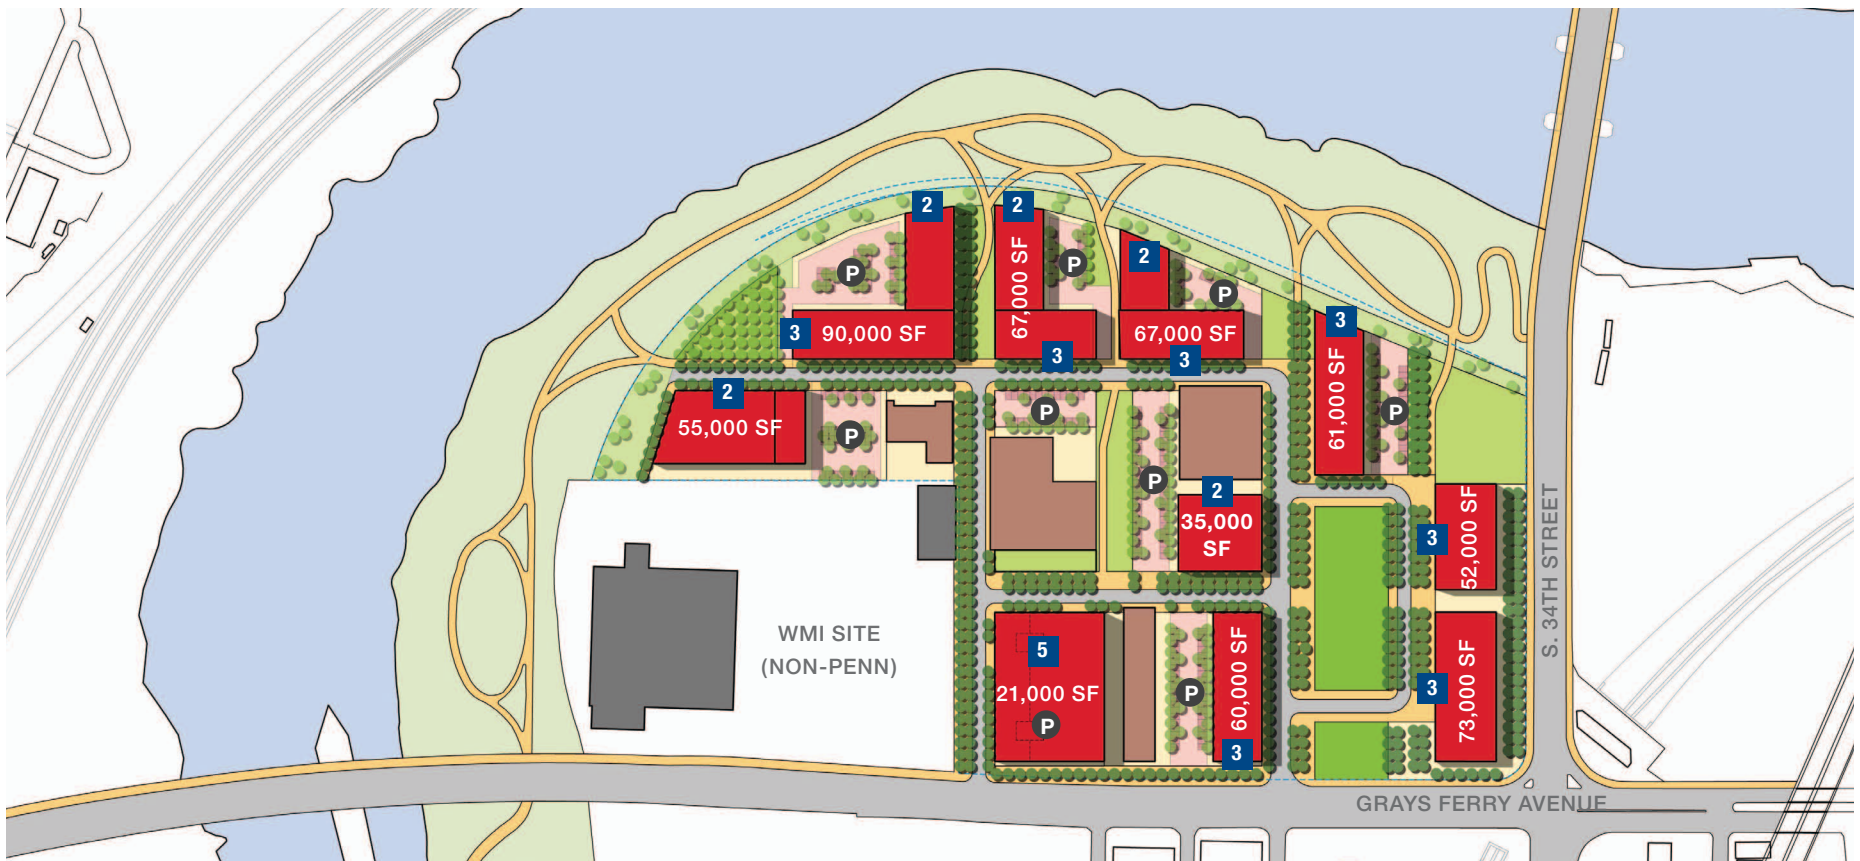 2
2
2
P
P
P
3
90,000 SF
67,000 SF
3
67,000 SF
3
3
61,000 SF
P
2
55,000 SF
P
P
P
2
35,000
SF
3
52,000 SF
S. 34TH STREET
WMI SITE
(NON-PENN)
5
21,000 SF
P
P
60,000 SF
3
3
73,000 SF
GRAYS FERRY AVENUE